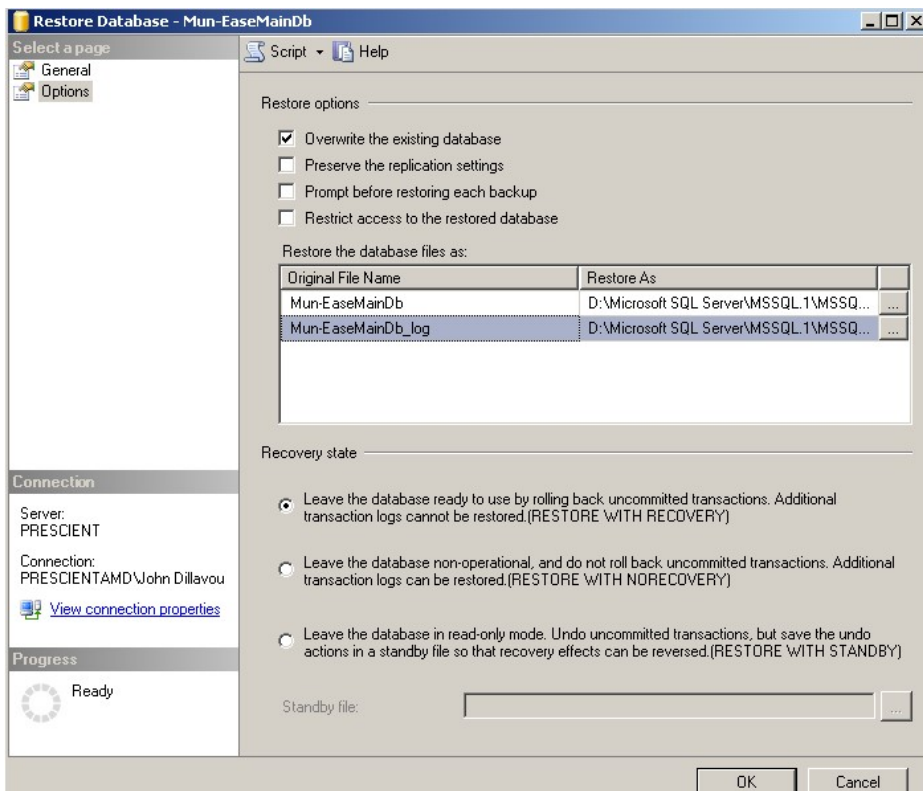 Restore Database - Mun-EaseMainDb
Select a page
General
Options
Script
Help
Restore options
Overwrite the existing database
Preserve the replication settings
Prompt before restoring each backup
Restrict access to the restored database
Restore the database files as:
Original File Name
Restore As
Mun-EaseMainDb
D:\Microsoft SQL Server\MSSQL.1\MSSQ...
...
Mun-EaseMainDb_log
D:\Microsoft SQL Server\MSSQL.1\MSSQ...
...
Recovery state
Leave the database ready to use by rolling back uncommitted transactions. Additional
transaction logs cannot be restored.(RESTORE WITH RECOVERY)
Leave the database non-operational, and do not roll back uncommitted transactions. Additional
transaction logs can be restored.(RESTORE WITH NORECOVERY)
Leave the database in read-only mode. Undo uncommitted transactions, but save the undo
actions in a standby file so that recovery effects can be reversed.(RESTORE WITH STANDBY)
Standby file:
...
Connection
Server:
PRESCIENT
Connection:
PRESCIENTAMD\John Dillavou
View connection properties
Progress
Ready
OK
Cancel